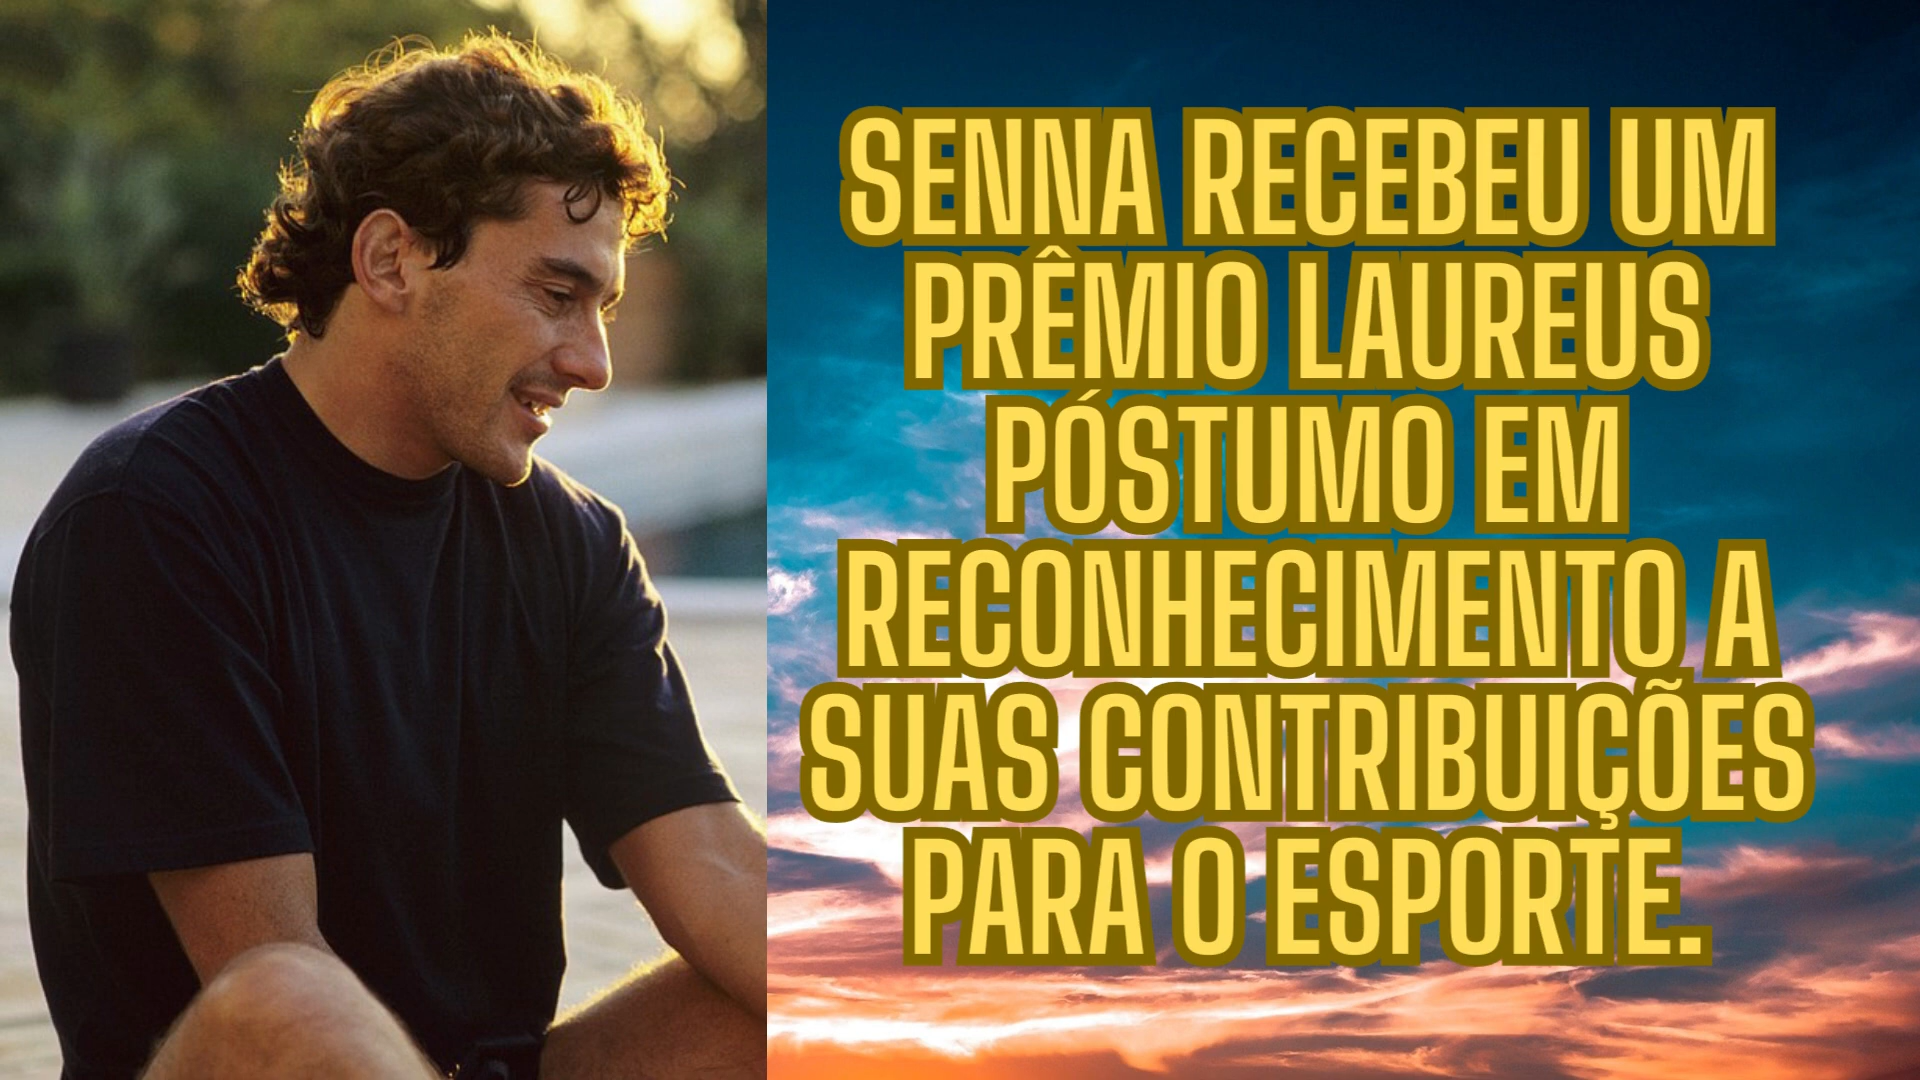 SENNA RECEBEU UM
PRÊMIO LAUREUS
PÓSTUMO EM
RECONHECIMENTO A
SUAS CONTRIBUIÇÕES
PARA O ESPORTE.